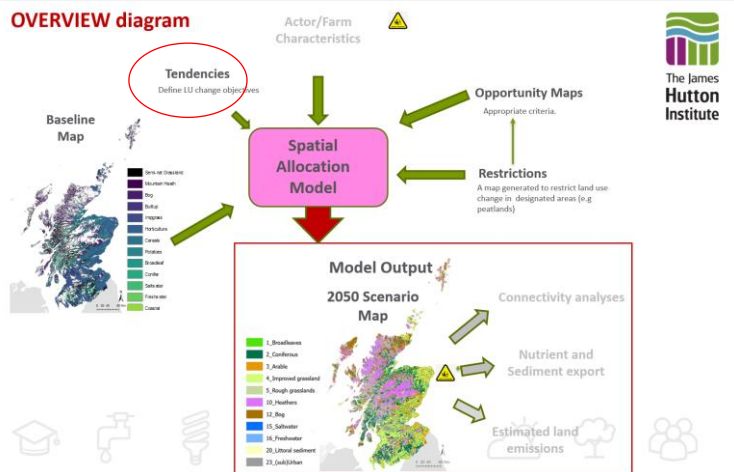 OVERVIEW diagram
Actor/Farm
Characteristics
The James
Hutton
Institute
Tendencies
Define LU change objectives
Opportunity Maps
Appropriate criteria.
Baseline
Map
Spatial
Allocation
Model
Restrictions
A map generated to restrict land use
change in designated areas (e.g
peatlands)
Semi-nat Grassland
Mountain Heath
Bog
Builtup
Impgrass
Horticulture
Cereals
Potatoes
Broadleaf
Conifer
Saltwater
Freshwater
Coastal
Model Output
2050 Scenario
Map
1_Broadleaves
2_Coniferous
3_Arable
4_Improved grassland
5_Rough grasslands
10_Heathers
12_Bog
15_Saltwater
16_Freshwater
20_Littoral sediment
23_(sub)Urban
Connectivity analyses
Nutrient and
Sediment export
Estimated land
emissions